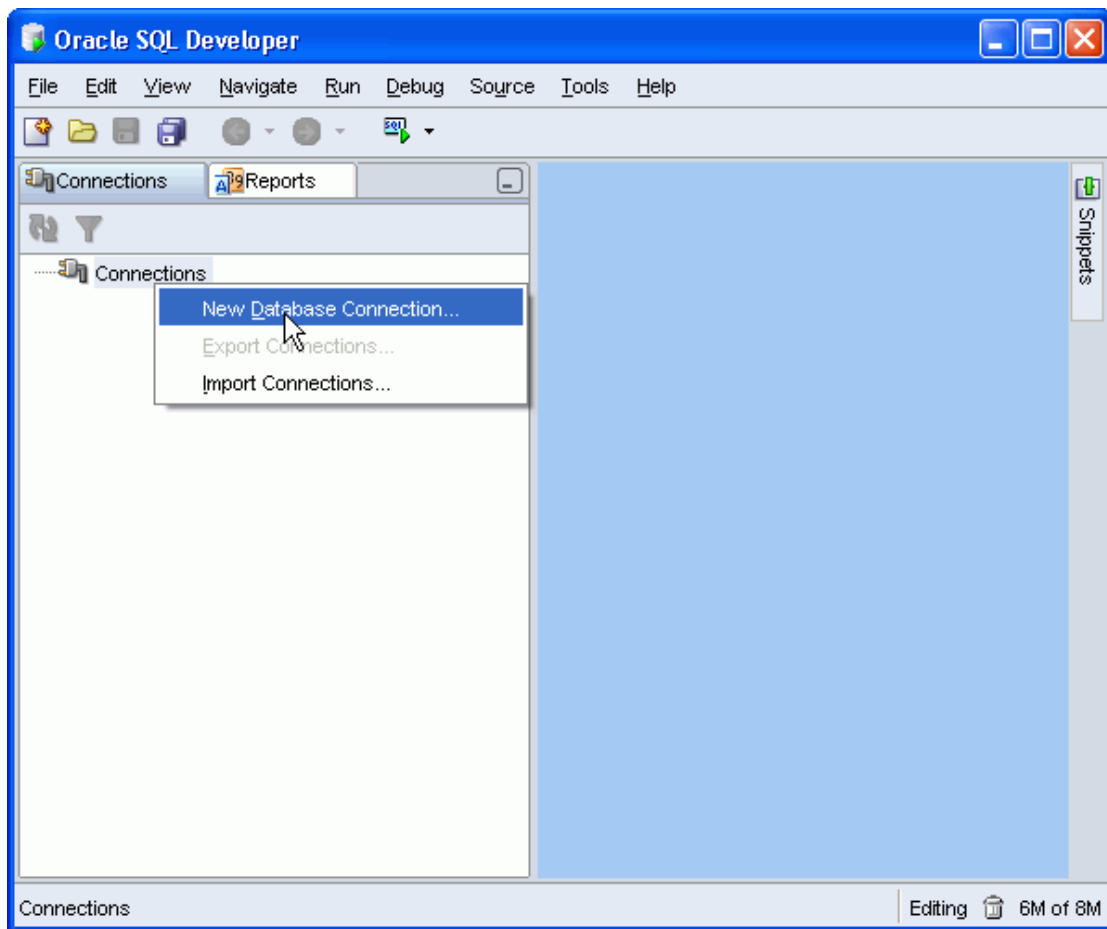 Oracle SQL Developer
File Edit View Navigate Run Debug Source Tools Help
SQL
Connections Reports
Connections
New Database Connection...
Export Connections...
Import Connections...
Snippets
Connections Editing 6M of 8M